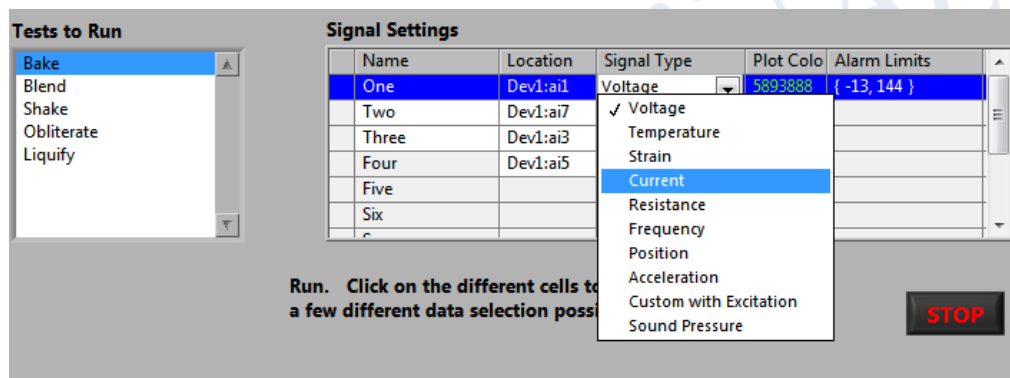 Tests to Run
Bake
Blend
Shake
Obliterate
Liquify
Signal Settings
Name Location Signal Type Plot Colo Alarm Limits
One Dev1:ai1 Voltage 5893888 { -13, 144 }
Two Dev1:ai7
Three Dev1:ai3
Four Dev1:ai5
Five
Six
✓ Voltage
Temperature
Strain
Current
Resistance
Frequency
Position
Acceleration
Custom with Excitation
Sound Pressure
Run. Click on the different cells to
a few different data selection possi
STOP